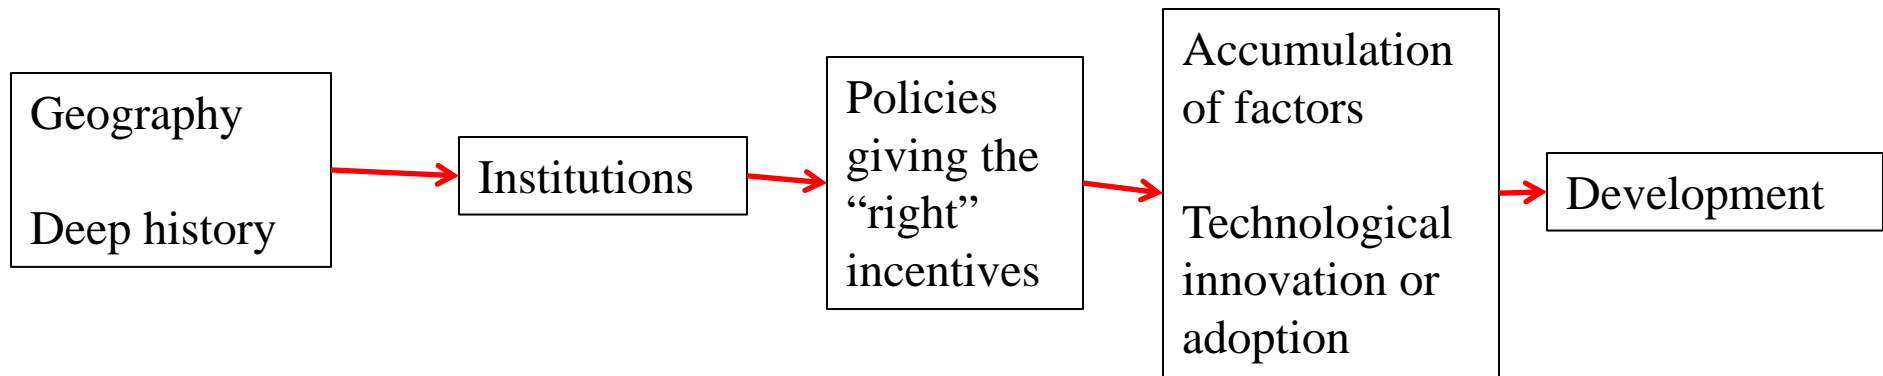 Geography
Deep history
Institutions
Policies
giving the
“right”
incentives
Accumulation
of factors
Technological
innovation or
adoption
Development